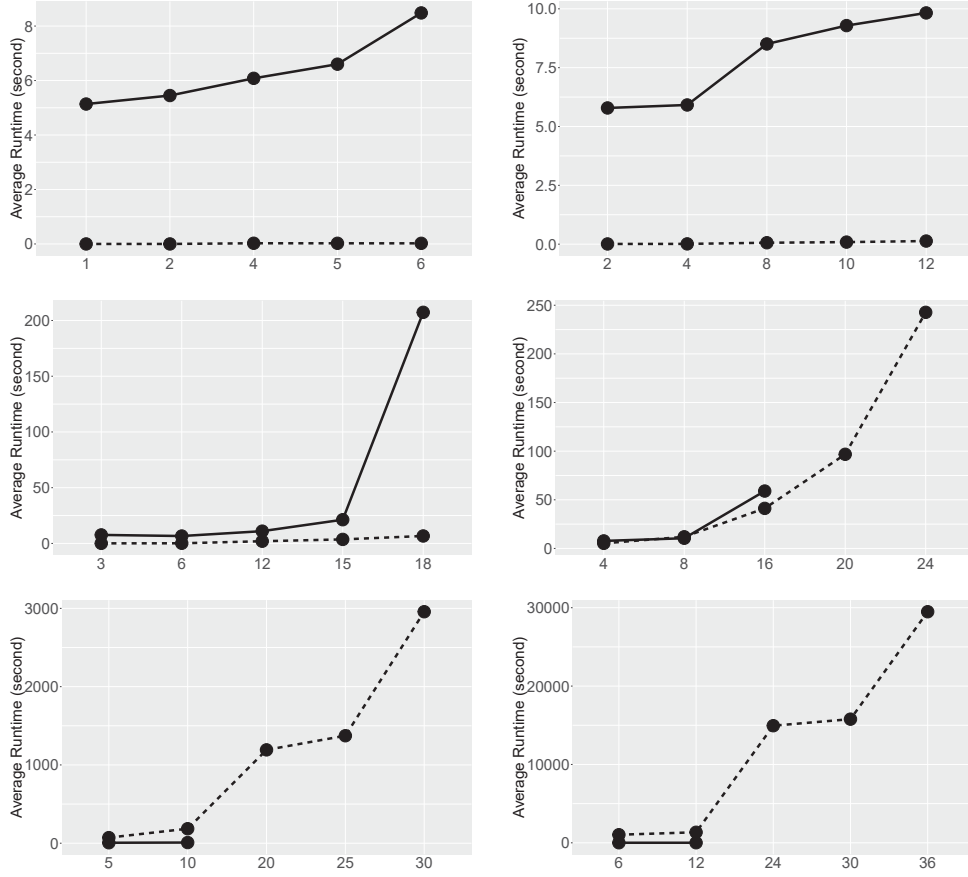 Average Runtime (second)
8
6
4
2
0
1 2 4 5 6
Average Runtime (second)
10.0
7.5
5.0
2.5
0.0
2 4 8 10 12
Average Runtime (second)
200
150
100
50
0
3 6 12 15 18
Average Runtime (second)
250
200
150
100
50
0
4 8 16 20 24
Average Runtime (second)
3000
2000
1000
0
5 10 20 25 30
Average Runtime (second)
30000
20000
10000
0
6 12 24 30 36